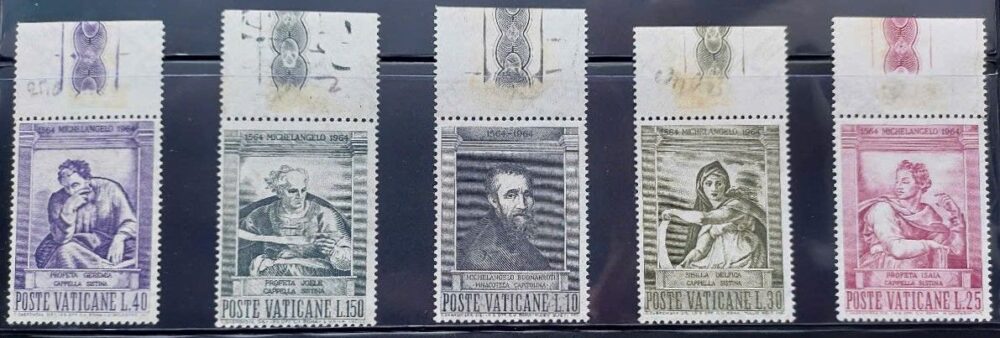 1564 MICHELANGELO 1964
PROFETA GEREMIA
CAPPELLA SISTINA
POSTE VATICANE L.40
1564 MICHELANGELO 1964
PROFETA JOELE
CAPPELLA SISTINA
POSTE VATICANE L.150
1564-1964
MICHELANGELO BUONARROTI
PINACOTECA CAPITOLINA
POSTE VATICANE L.10
1564 MICHELANGELO 1964
SIBILLA DELFICA
CAPPELLA SISTINA
POSTE VATICANE L.30
1564 MICHELANGELO 1964
PROFETA ISAIA
CAPPELLA SISTINA
POSTE VATICANE L.25